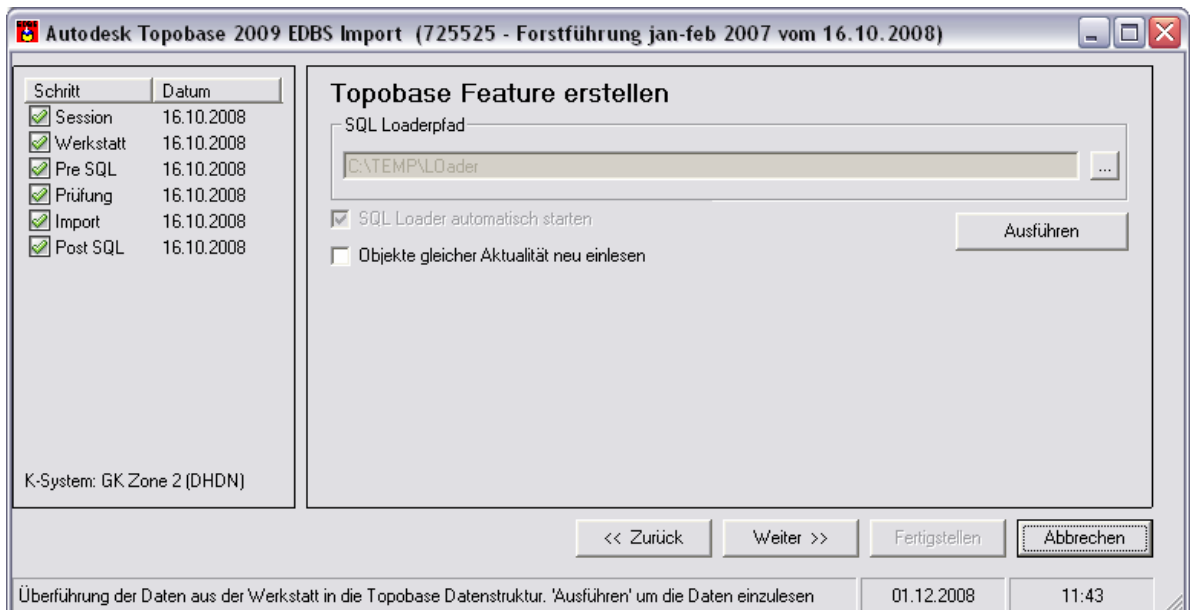 Autodesk Topobase 2009 EDBS Import (725525 - Forstführung jan-feb 2007 vom 16.10.2008)
Schritt Datum
Session 16.10.2008
Werkstatt 16.10.2008
Pre SQL 16.10.2008
Prüfung 16.10.2008
Import 16.10.2008
Post SQL 16.10.2008
K-System: GK Zone 2 (DHDN)
Topobase Feature erstellen
SQL Loaderpfad
C:\TEMP\LOader
...
SQL Loader automatisch starten
Ausführen
Objekte gleicher Aktualität neu einlesen
<< Zurück
Weiter >>
Fertigstellen
Abbrechen
Überführung der Daten aus der Werkstatt in die Topobase Datenstruktur. 'Ausführen' um die Daten einzulesen
01.12.2008
11:43